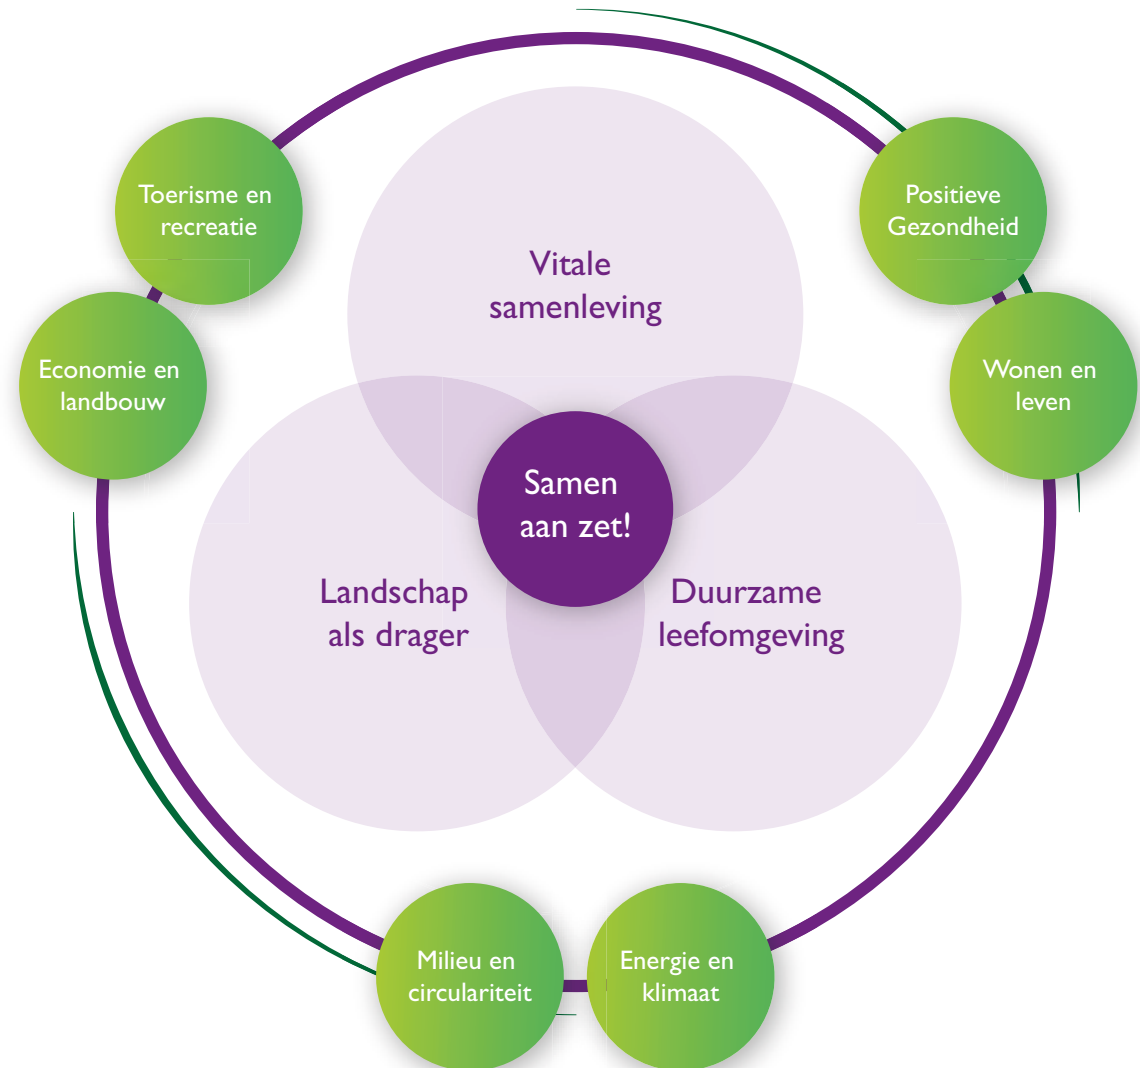 Toerisme en
recreatie
Positieve
Gezondheid
Vitale
samenleving
Economie en
landbouw
Wonen en
leven
Samen
aan zet!
Landschap
als drager
Duurzame
leefomgeving
Milieu en
circulariteit
Energie en
klimaat